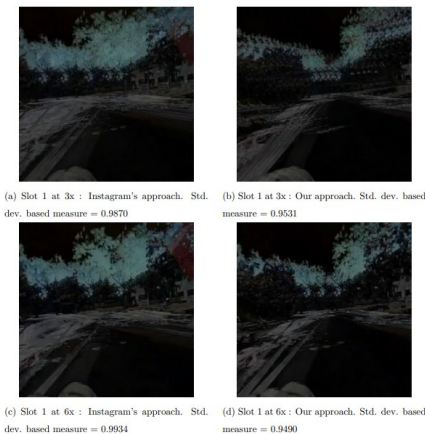 (a) Slot 1 at 3x : Instagram's approach. Std.
dev. based measure = 0.9870
(b) Slot 1 at 3x : Our approach. Std. dev. based
measure = 0.9531
(c) Slot 1 at 6x : Instagram's approach. Std.
dev. based measure = 0.9934
(d) Slot 1 at 6x : Our approach. Std. dev. based
measure = 0.9490